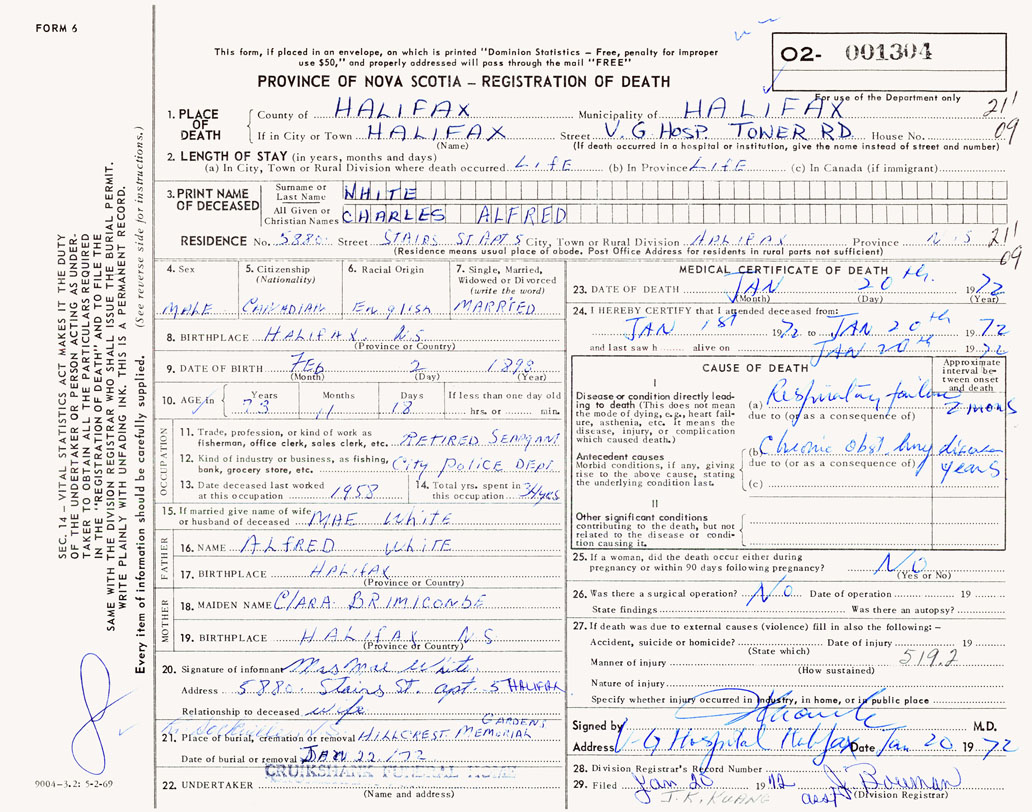 FORM 6
This form, if placed in an envelope, on which is printed "Dominion Statistics – Free, penalty for improper
use $50," and properly addressed will pass through the mail "FREE"
PROVINCE OF NOVA SCOTIA – REGISTRATION OF DEATH
O2- 001304
For use of the Department only
1. PLACE OF DEATH
County of HALIFAX Municipality of HALIFAX 21'
If in City or Town HALIFAX Street V.G HOSP. TOWER RD House No. 09
(Name) (If death occurred in a hospital or institution, give the name instead of street and number)
2. LENGTH OF STAY (in years, months and days)
(a) In City, Town or Rural Division where death occurred LifE (b) In Province LifE (c) In Canada (if immigrant)
3. PRINT NAME OF DECEASED
Surname or Last Name WHITE
All Given or Christian Names CHARLES ALFRED
RESIDENCE No. 5880 Street STAIRS ST APT 5 City, Town or Rural Division HALIFAX Province N.S 21'
(Residence means usual place of abode. Post Office Address for residents in rural parts not sufficient) 09
4. Sex MALE
5. Citizenship (Nationality) CANADIAN
6. Racial Origin English
7. Single, Married, Widowed or Divorced (write the word) MARRIED
8. BIRTHPLACE HALIFAX. N.S.
(Province or Country)
9. DATE OF BIRTH FEB 2 1893
(Month) (Day) (Year)
10. AGE in Years Months Days If less than one day old
11 18 hrs. or min.
OCCUPATION
11. Trade, profession, or kind of work as
fisherman, office clerk, sales clerk, etc. RETIRED
12. Kind of industry or business, as fishing,
bank, grocery store, etc. City POLICE DEPT
13. Date deceased last worked
at this occupation 1958
14. Total yrs. spent in
this occupation 34yrs
15. If married give name of wife
or husband of deceased MAE White
FATHER
16. NAME ALFRED White
17. BIRTHPLACE HALIFAX
(Province or Country)
MOTHER
18. MAIDEN NAME CLARA BRIMICOMBE
19. BIRTHPLACE HALIFAX N.S
(Province or Country)
20. Signature of informant Mrs Mae White.
Address 5880. Stairs St. apt. 5 HALIFAX
Relationship to deceased wife
21. Place of burial, cremation or removal HILLCREST MEMORIAL GARDENS
Date of burial or removal JAN 22/72
CRUIKSHANK FUNERAL HOME
22. UNDERTAKER
(Name and address)
MEDICAL CERTIFICATE OF DEATH
23. DATE OF DEATH JAN 20th. 1972
(Month) (Day) (Year)
24. I HEREBY CERTIFY that I attended deceased from:
JAN 1st 1972 to JAN 20th 1972
and last saw h alive on JAN 20th 1972
CAUSE OF DEATH
Approximate interval between onset and death
I
Disease or condition directly lead-
ing to death (This does not mean
the mode of dying, e.g., heart fail-
ure, asthenia, etc. It means the
disease, injury, or complication
which caused death.)
(a) Respiratory failure 2 mons
due to (or as a consequence of)
Antecedent causes
Morbid conditions, if any, giving
rise to the above cause, stating
the underlying condition last.
(b) Chronic obst. lung disease
due to (or as a consequence of) years
(c)
II
Other significant conditions
contributing to the death, but not
related to the disease or condi-
tion causing it.
25. If a woman, did the death occur either during
pregnancy or within 90 days following pregnancy? NO
(Yes or No)
26. Was there a surgical operation? NO Date of operation 19
State findings Was there an autopsy?
27. If death was due to external causes (violence) fill in also the following: –
Accident, suicide or homicide? Date of injury 19
(State which)
Manner of injury 519.2
(How sustained)
Nature of injury
Specify whether injury occurred in industry, in home, or in public place
Signed by M.D.
Address V-G Hospital Halifax Date Jan 20 1972
28. Division Registrar's Record Number
29. Filed Jan 20 1972 J. Bowman
(Division Registrar)
J.K. KUANG asst
SEC. 14 – VITAL STATISTICS ACT MAKES IT THE DUTY
OF THE UNDERTAKER OR PERSON ACTING AS UNDER-
TAKER TO OBTAIN ALL THE PARTICULARS REQUIRED
IN THE "REGISTRATION OF DEATH" AND TO FILE THE
SAME WITH THE DIVISION REGISTRAR WHO SHALL ISSUE THE BURIAL PERMIT.
WRITE PLAINLY WITH UNFADING INK. THIS IS A PERMANENT RECORD.
Every item of information should be carefully supplied. (See reverse side for instructions.)
9004–3.2: 5-2-69